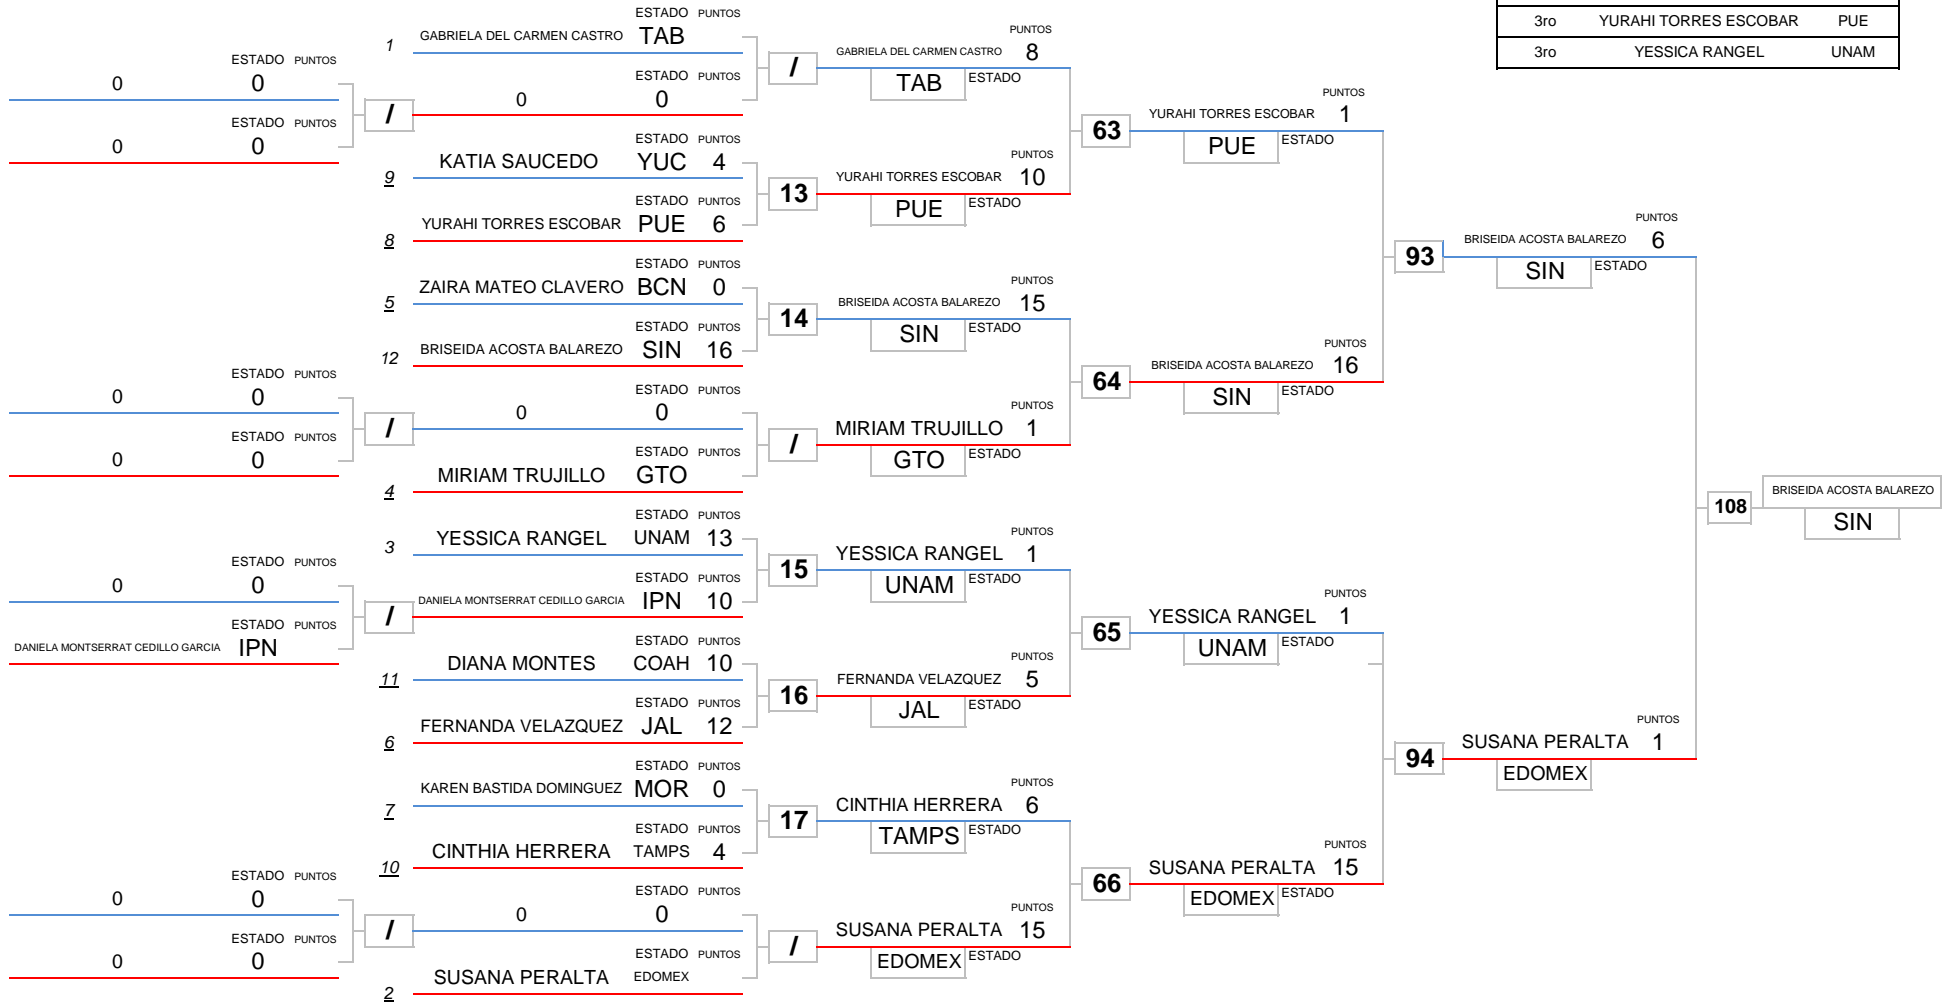 3ro YURAHI TORRES ESCOBAR PUE
3ro YESSICA RANGEL UNAM
ESTADO PUNTOS
0 0
ESTADO PUNTOS
0 0
/
ESTADO PUNTOS
0 0
ESTADO PUNTOS
0 0
/
ESTADO PUNTOS
0 0
ESTADO PUNTOS
DANIELA MONTSERRAT CEDILLO GARCIA IPN
/
ESTADO PUNTOS
0 0
ESTADO PUNTOS
0 0
/
ESTADO PUNTOS
1 GABRIELA DEL CARMEN CASTRO TAB
ESTADO PUNTOS
0 0
/
ESTADO PUNTOS
9 KATIA SAUCEDO YUC 4
ESTADO PUNTOS
8 YURAHI TORRES ESCOBAR PUE 6
13
ESTADO PUNTOS
5 ZAIRA MATEO CLAVERO BCN 0
ESTADO PUNTOS
12 BRISEIDA ACOSTA BALAREZO SIN 16
14
ESTADO PUNTOS
0 0
ESTADO PUNTOS
4 MIRIAM TRUJILLO GTO
/
ESTADO PUNTOS
3 YESSICA RANGEL UNAM 13
ESTADO PUNTOS
DANIELA MONTSERRAT CEDILLO GARCIA IPN 10
15
ESTADO PUNTOS
11 DIANA MONTES COAH 10
ESTADO PUNTOS
6 FERNANDA VELAZQUEZ JAL 12
16
ESTADO PUNTOS
7 KAREN BASTIDA DOMINGUEZ MOR 0
ESTADO PUNTOS
10 CINTHIA HERRERA TAMPS 4
17
ESTADO PUNTOS
0 0
ESTADO PUNTOS
2 SUSANA PERALTA EDOMEX
/
PUNTOS
GABRIELA DEL CARMEN CASTRO 8
TAB ESTADO
PUNTOS
YURAHI TORRES ESCOBAR 10
PUE ESTADO
63
PUNTOS
BRISEIDA ACOSTA BALAREZO 15
SIN ESTADO
PUNTOS
MIRIAM TRUJILLO 1
GTO ESTADO
64
PUNTOS
YESSICA RANGEL 1
UNAM ESTADO
PUNTOS
FERNANDA VELAZQUEZ 5
JAL ESTADO
65
PUNTOS
CINTHIA HERRERA 6
TAMPS ESTADO
PUNTOS
SUSANA PERALTA 15
EDOMEX ESTADO
66
PUNTOS
YURAHI TORRES ESCOBAR 1
PUE ESTADO
PUNTOS
BRISEIDA ACOSTA BALAREZO 16
SIN ESTADO
93
PUNTOS
YESSICA RANGEL 1
UNAM ESTADO
PUNTOS
SUSANA PERALTA 15
EDOMEX ESTADO
94
PUNTOS
BRISEIDA ACOSTA BALAREZO 6
SIN ESTADO
PUNTOS
SUSANA PERALTA 1
EDOMEX
108
BRISEIDA ACOSTA BALAREZO
SIN